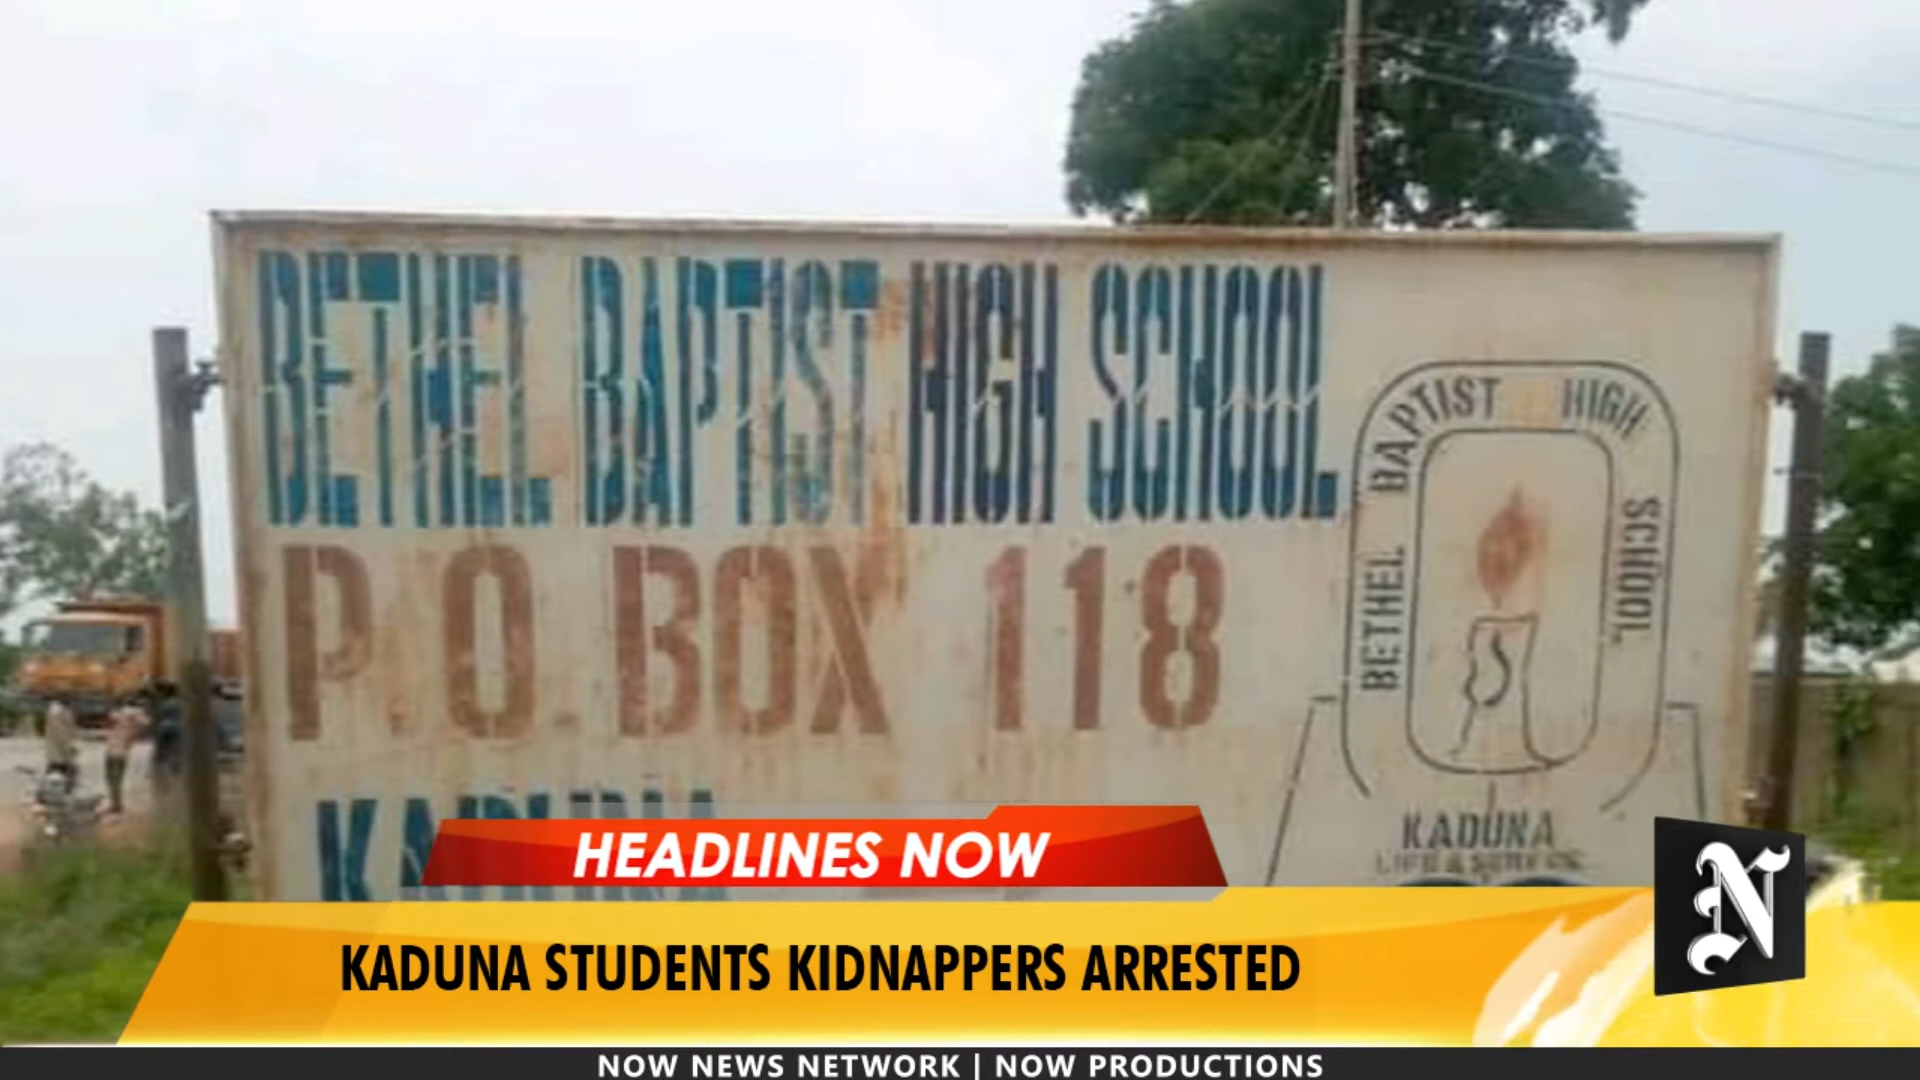 BETHEL BAPTIST HIGH SCHOOL
P.O. BOX 118
KADUNA
BETHEL BAPTIST HIGH SCHOOL
KADUNA
HEADLINES NOW
KADUNA STUDENTS KIDNAPPERS ARRESTED
N
NOW NEWS NETWORK | NOW PRODUCTIONS